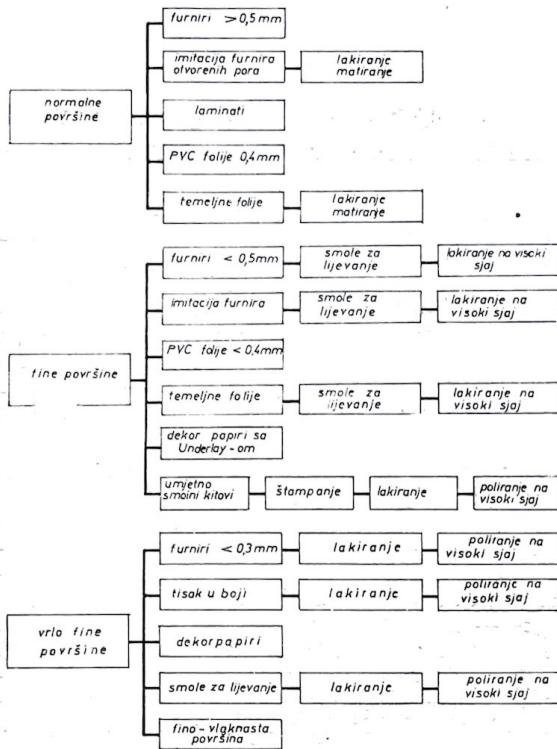 furniri > 0,5 mm
imitacija furnira
otvorenih pora
lakiranje
matiranje
normalne
površine
laminati
PVC folije 0,4mm
temeljne folije
lakiranje
matiranje
furniri < 0,5mm
smole za
lijevanje
lakiranje na visoki
sjaj
imitacija furnira
smole za
lijevanje
lakiranje na
visoki sjaj
PVC folije < 0,4mm
fine površine
temeljne folije
smole za
lijevanje
lakiranje na
visoki sjaj
dekor papiri sa
Underlay-om
umjetno
smolni kitovi
štampanje
lakiranje
poliranje na
visoki sjaj
furniri < 0,3mm
lakiranje
poliranje na
visoki sjaj
tisak u boji
lakiranje
poliranje na
visoki sjaj
vrlo fine
površine
dekorpapiri
smole za lijevanje
lakiranje
poliranje na
visoki sjaj
fino-vlaknasta
površina